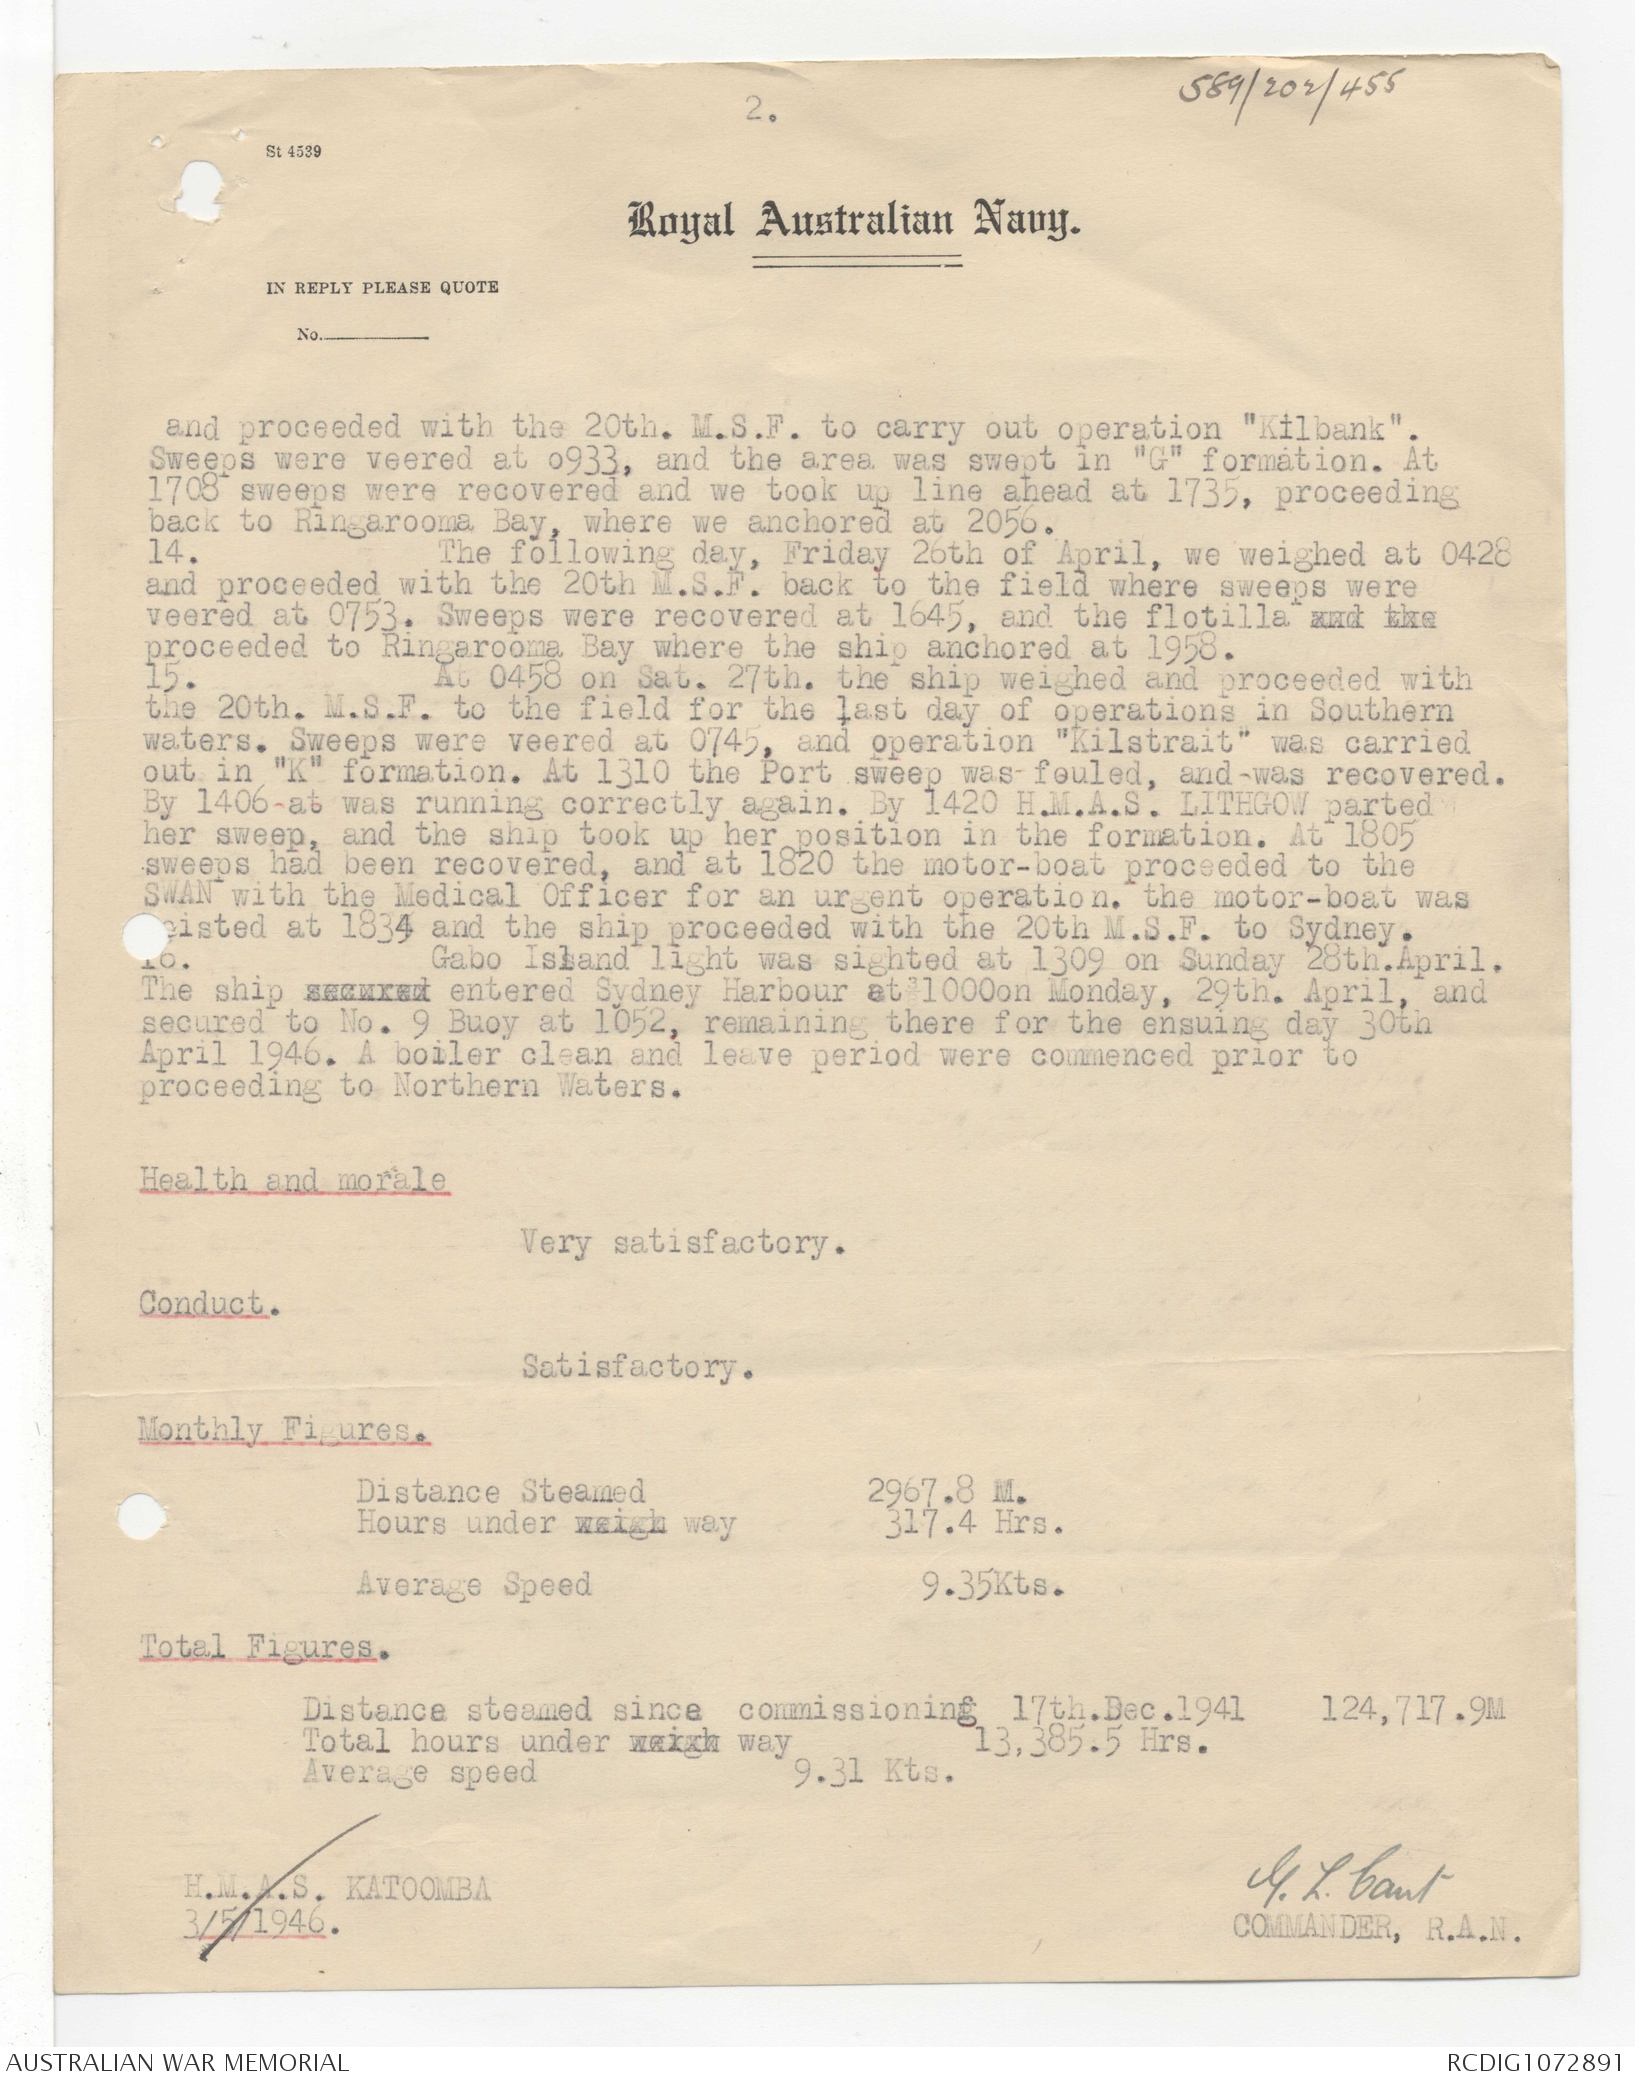 589/202/455
2.
St 4539
Royal Australian Navy.
IN REPLY PLEASE QUOTE
No.
and proceeded with the 20th. M.S.F. to carry out operation "Kilbank".
Sweeps were veered at o933, and the area was swept in "G" formation. At
1708 sweeps were recovered and we took up line ahead at 1735, proceeding
back to Ringarooma Bay, where we anchored at 2056.
14. The following day, Friday 26th of April, we weighed at 0428
and proceeded with the 20th M.S.F. back to the field where sweeps were
veered at 0753. Sweeps were recovered at 1645, and the flotilla and the
proceeded to Ringarooma Bay where the ship anchored at 1958.
15. At 0458 on Sat. 27th. the ship weighed and proceeded with
the 20th. M.S.F. to the field for the last day of operations in Southern
waters. Sweeps were veered at 0745, and operation "Kilstrait" was carried
out in "K" formation. At 1310 the Port sweep was fouled, and was recovered.
By 1406 at was running correctly again. By 1420 H.M.A.S. LITHGOW parted
her sweep, and the ship took up her position in the formation. At 1805
sweeps had been recovered, and at 1820 the motor-boat proceeded to the
SWAN with the Medical Officer for an urgent operation. the motor-boat was
oisted at 1834 and the ship proceeded with the 20th M.S.F. to Sydney.
16. Gabo Island light was sighted at 1309 on Sunday 28th.April.
The ship secured entered Sydney Harbour at 1000on Monday, 29th. April, and
secured to No. 9 Buoy at 1052, remaining there for the ensuing day 30th
April 1946. A boiler clean and leave period were commenced prior to
proceeding to Northern Waters.
Health and morale
Very satisfactory.
Conduct.
Satisfactory.
Monthly Figures.
Distance Steamed 2967.8 M.
Hours under weigh way 317.4 Hrs.
Average Speed 9.35Kts.
Total Figures.
Distance steamed since commissioning 17th.Dec.1941 124,717.9M
Total hours under weigh way 13,385.5 Hrs.
Average speed 9.31 Kts.
H.M.A.S. KATOOMBA
3/5/1946.
G. L. Cant
COMMANDER, R.A.N.
AUSTRALIAN WAR MEMORIAL
RCDIG1072891